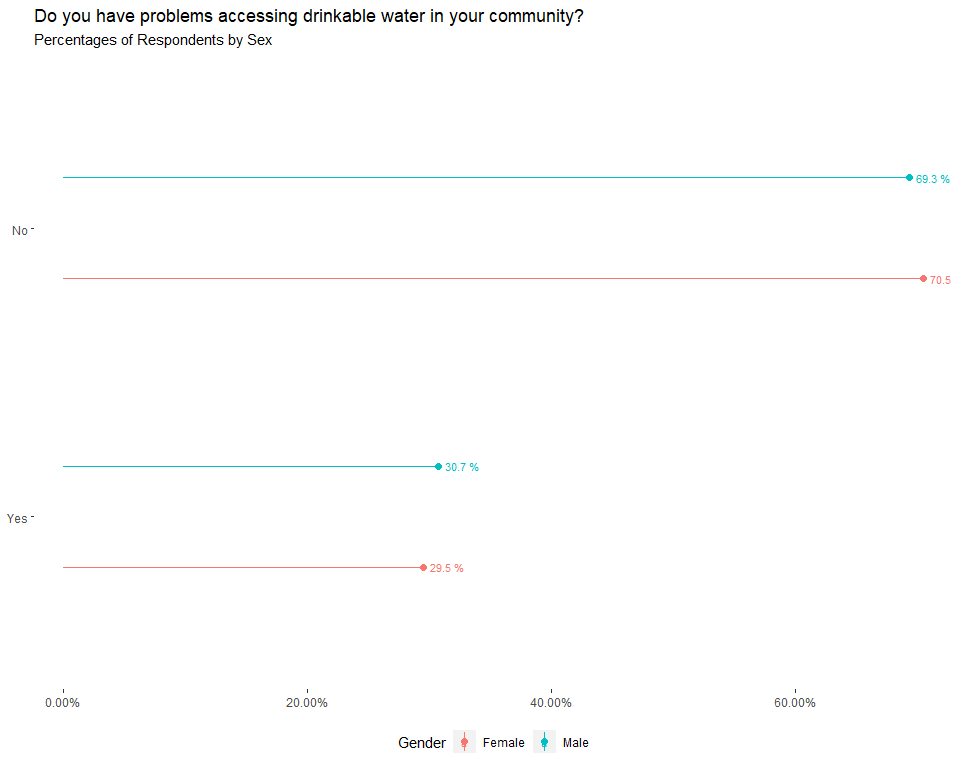 Do you have problems accessing drinkable water in your community?
Percentages of Respondents by Sex
69.3 %
No
70.5
30.7 %
Yes
29.5 %
0.00% 20.00% 40.00% 60.00%
Gender Female Male